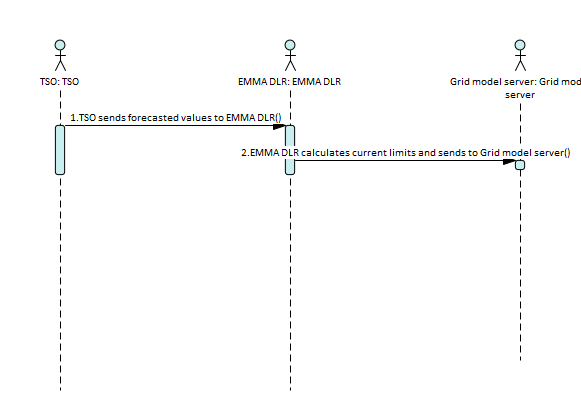 TSO: TSO
EMMA DLR: EMMA DLR
Grid model server: Grid mod
server
1.TSO sends forecasted values to EMMA DLR()
2.EMMA DLR calculates current limits and sends to Grid model server()